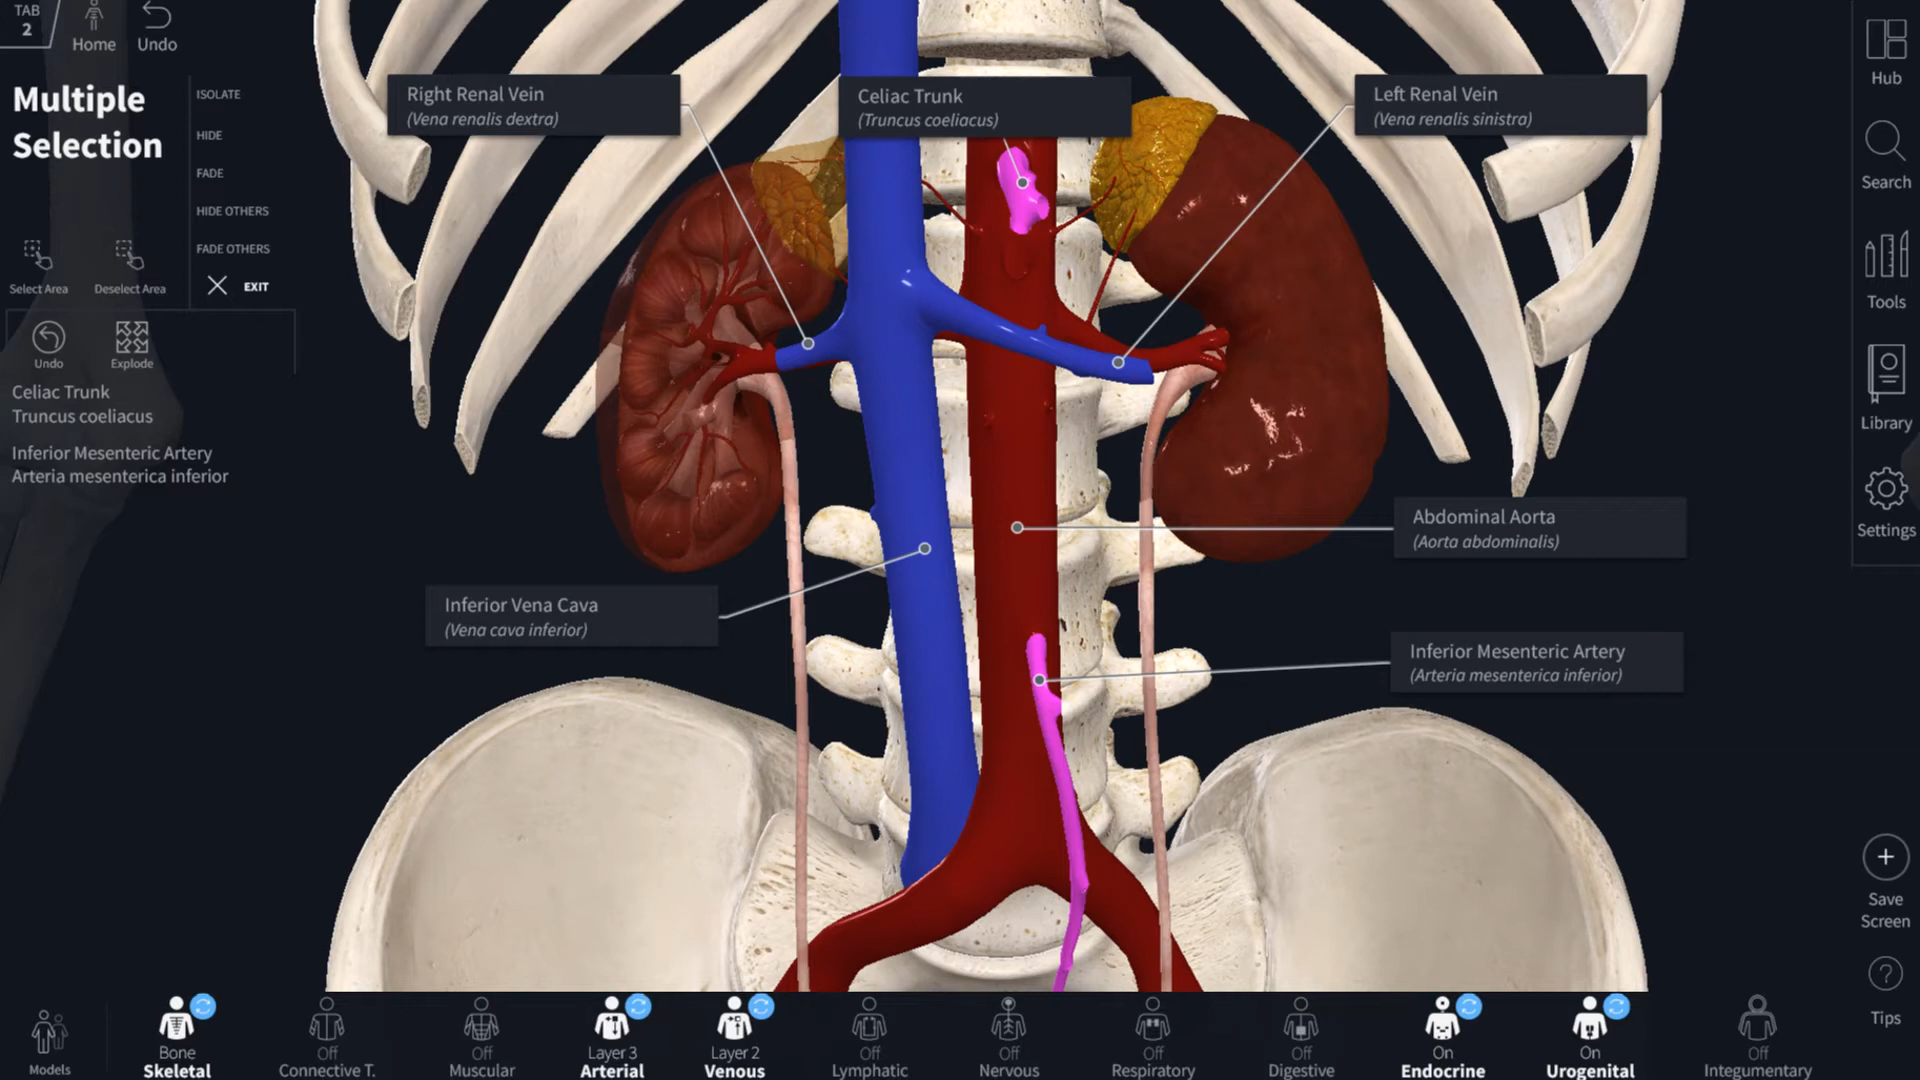 TAB
2
Home
Undo
Multiple
Selection
ISOLATE
HIDE
FADE
HIDE OTHERS
FADE OTHERS
EXIT
Select Area
Deselect Area
Undo
Explode
Celiac Trunk
Truncus coeliacus
Inferior Mesenteric Artery
Arteria mesenterica inferior
Right Renal Vein
(Vena renalis dextra)
Celiac Trunk
(Truncus coeliacus)
Left Renal Vein
(Vena renalis sinistra)
Abdominal Aorta
(Aorta abdominalis)
Inferior Vena Cava
(Vena cava inferior)
Inferior Mesenteric Artery
(Arteria mesenterica inferior)
Hub
Search
Tools
Library
Settings
+
Save
Screen
?
Tips
Models
Bone
Skeletal
Off
Connective T.
Off
Muscular
Layer 3
Arterial
Layer 2
Venous
Off
Lymphatic
Off
Nervous
Off
Respiratory
Off
Digestive
On
Endocrine
On
Urogenital
Off
Integumentary